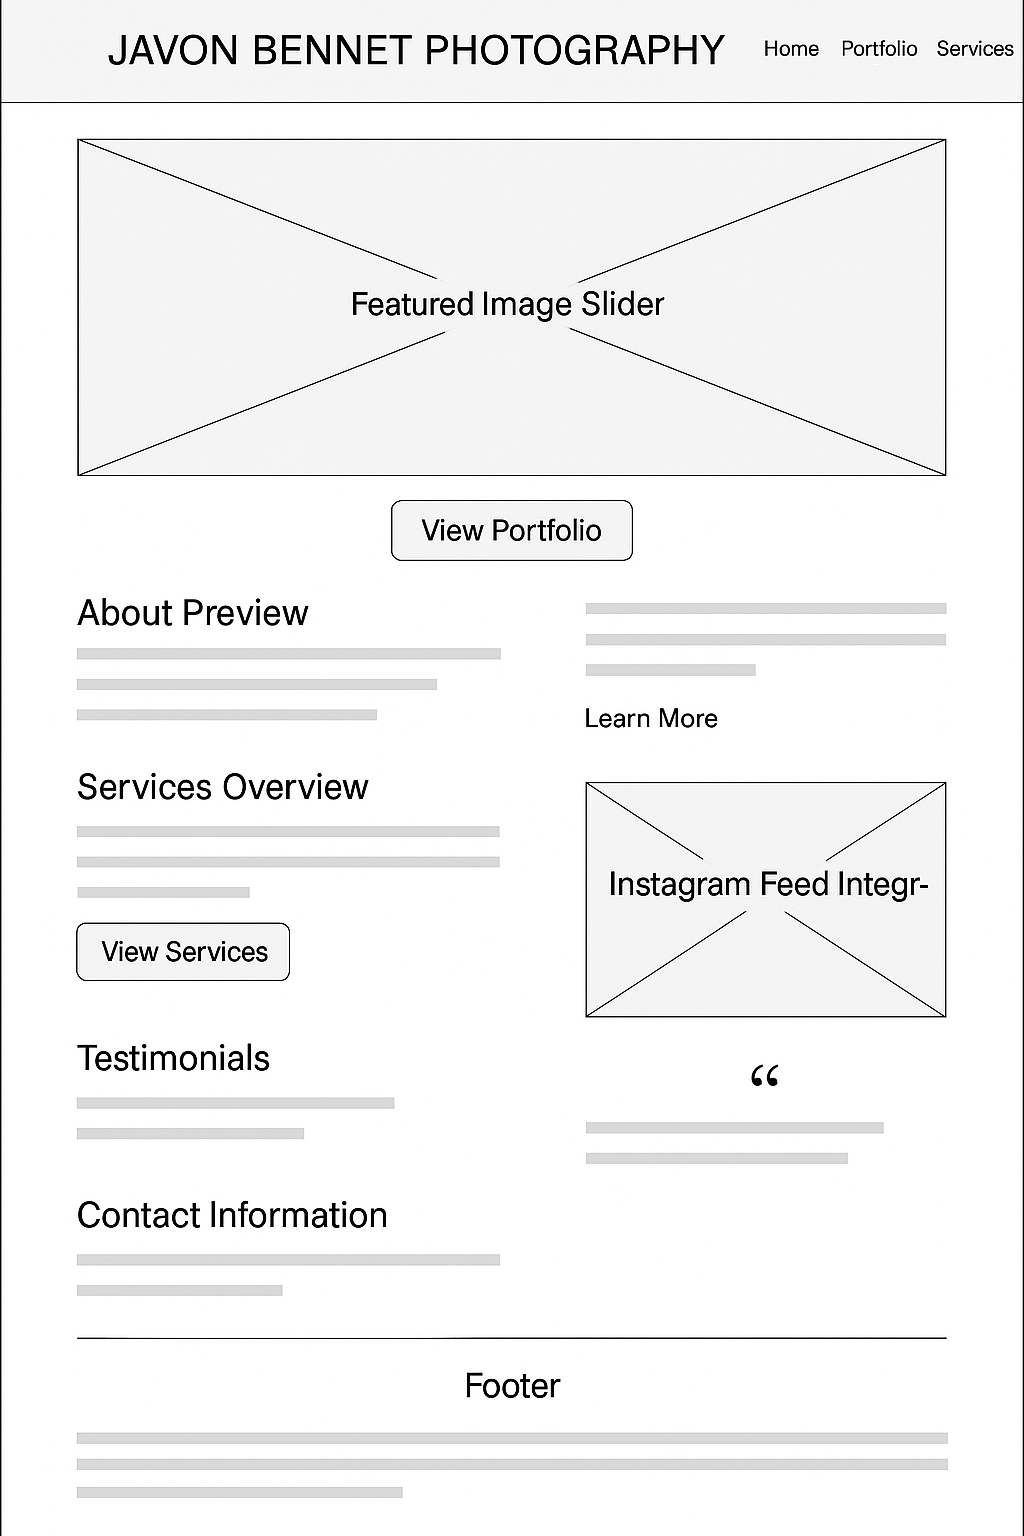 JAVON BENNET PHOTOGRAPHY
Home Portfolio Services
Featured Image Slider
View Portfolio
About Preview
Learn More
Services Overview
View Services
Instagram Feed Integr-
Testimonials
“
Contact Information
Footer